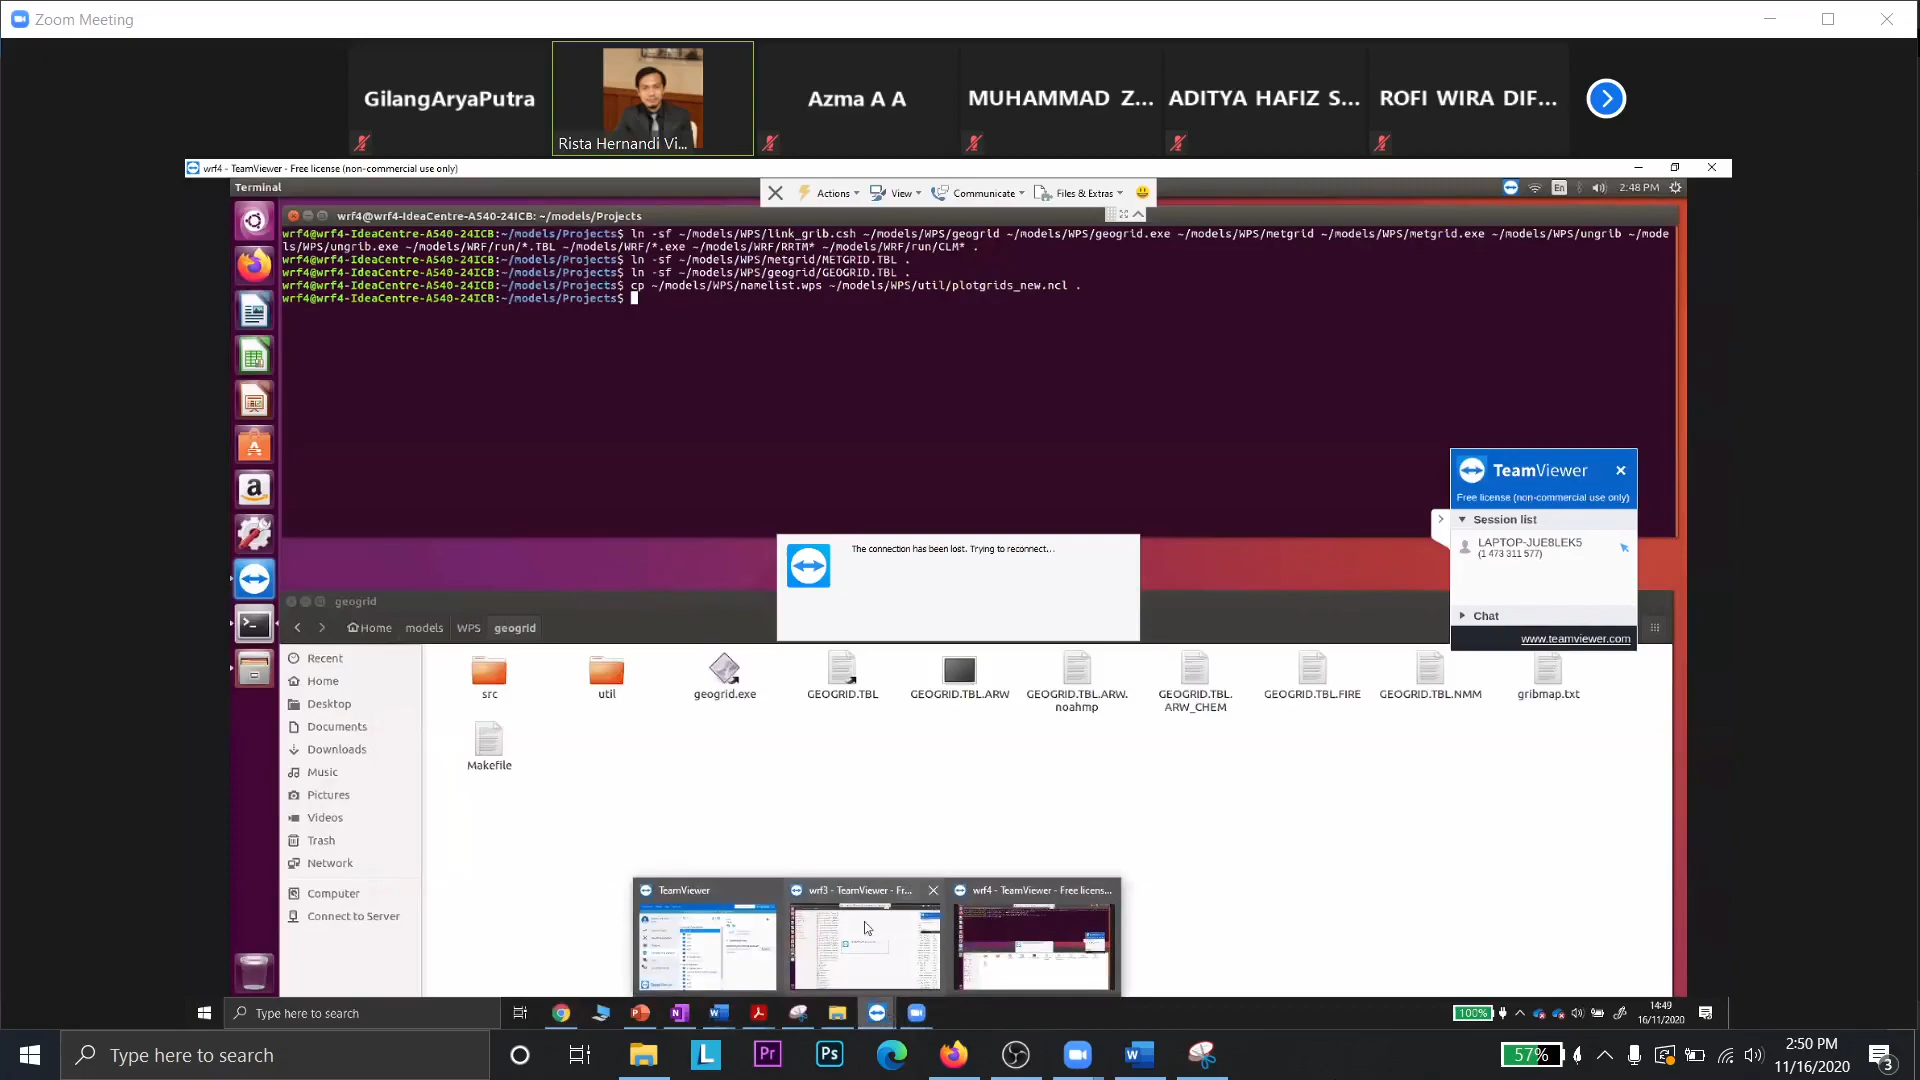 Zoom Meeting
GilangAryaPutra
Rista Hernandi Vi...
Azma A A
MUHAMMAD Z...
ADITYA HAFIZ S...
ROFI WIRA DIF...
wrf4 - TeamViewer - Free license (non-commercial use only)
Terminal
Actions
View
Communicate
Files & Extras
En
2:48 PM
wrf4@wrf4-IdeaCentre-A540-24ICB: ~/models/Projects
wrf4@wrf4-IdeaCentre-A540-24ICB:~/models/Projects$ ln -sf ~/models/WPS/link_grib.csh ~/models/WPS/geogrid ~/models/WPS/geogrid.exe ~/models/WPS/metgrid ~/models/WPS/metgrid.exe ~/models/WPS/ungrib ~/mode
ls/WPS/ungrib.exe ~/models/WRF/run/*.TBL ~/models/WRF/*.exe ~/models/WRF/RRTM* ~/models/WRF/run/CLM* .
wrf4@wrf4-IdeaCentre-A540-24ICB:~/models/Projects$ ln -sf ~/models/WPS/metgrid/METGRID.TBL .
wrf4@wrf4-IdeaCentre-A540-24ICB:~/models/Projects$ ln -sf ~/models/WPS/geogrid/GEOGRID.TBL .
wrf4@wrf4-IdeaCentre-A540-24ICB:~/models/Projects$ cp ~/models/WPS/namelist.wps ~/models/WPS/util/plotgrids_new.ncl .
wrf4@wrf4-IdeaCentre-A540-24ICB:~/models/Projects$
TeamViewer
Free license (non-commercial use only)
Session list
LAPTOP-JUE8LEK5
(1 473 311 577)
Chat
www.teamviewer.com
The connection has been lost. Trying to reconnect...
geogrid
Home
models
WPS
geogrid
Recent
Home
Desktop
Documents
Downloads
Music
Pictures
Videos
Trash
Network
Computer
Connect to Server
src
util
geogrid.exe
GEOGRID.TBL
GEOGRID.TBL.ARW
GEOGRID.TBL.ARW.
noahmp
GEOGRID.TBL.
ARW_CHEM
GEOGRID.TBL.FIRE
GEOGRID.TBL.NMM
gribmap.txt
Makefile
TeamViewer
wrf3 - TeamViewer - Fr...
wrf4 - TeamViewer - Free licens...
Type here to search
100%
14:49
16/11/2020
Type here to search
L
Pr
Ps
57%
2:50 PM
11/16/2020
3